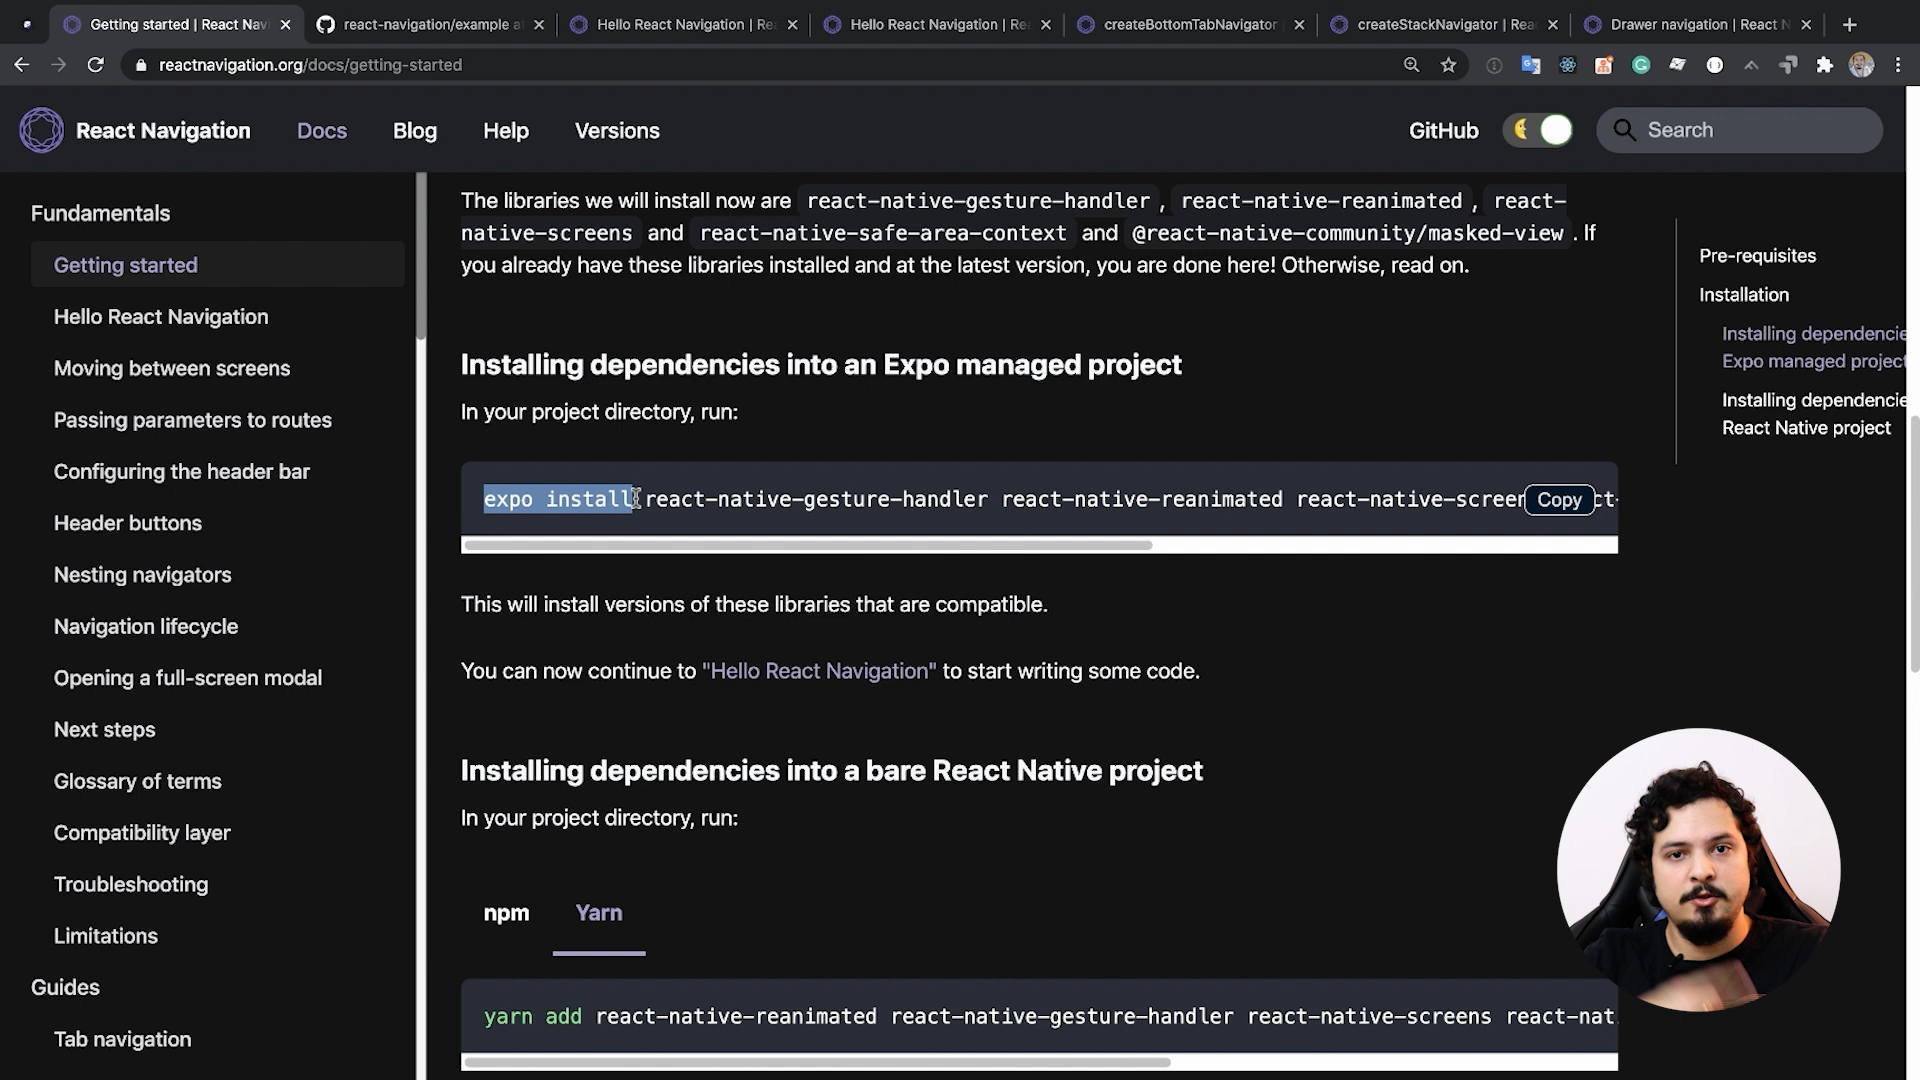 Getting started | React Navi
react-navigation/example a
Hello React Navigation | Re
Hello React Navigation | Re
createBottomTabNavigator
createStackNavigator | Rea
Drawer navigation | React N
reactnavigation.org/docs/getting-started
React Navigation
Docs
Blog
Help
Versions
GitHub
Search
Fundamentals
Getting started
Hello React Navigation
Moving between screens
Passing parameters to routes
Configuring the header bar
Header buttons
Nesting navigators
Navigation lifecycle
Opening a full-screen modal
Next steps
Glossary of terms
Compatibility layer
Troubleshooting
Limitations
Guides
Tab navigation
The libraries we will install now are react-native-gesture-handler , react-native-reanimated , react-
native-screens and react-native-safe-area-context and @react-native-community/masked-view . If
you already have these libraries installed and at the latest version, you are done here! Otherwise, read on.
Installing dependencies into an Expo managed project
In your project directory, run:
expo install react-native-gesture-handler react-native-reanimated react-native-screen ct-
Copy
This will install versions of these libraries that are compatible.
You can now continue to "Hello React Navigation" to start writing some code.
Installing dependencies into a bare React Native project
In your project directory, run:
npm
Yarn
yarn add react-native-reanimated react-native-gesture-handler react-native-screens react-nat
Pre-requisites
Installation
Installing dependencie
Expo managed project
Installing dependencie
React Native project